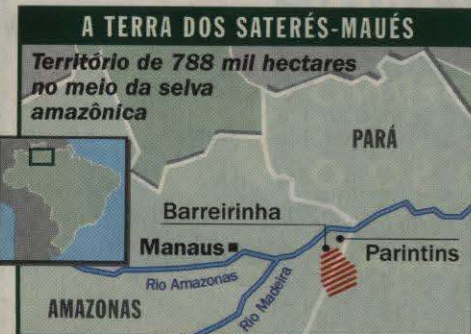 A TERRA DOS SATERÉS-MAUÉS
Território de 788 mil hectares
no meio da selva
amazônica
PARÁ
Barreirinha
Manaus
Parintins
Rio Amazonas
Rio Madeira
AMAZONAS